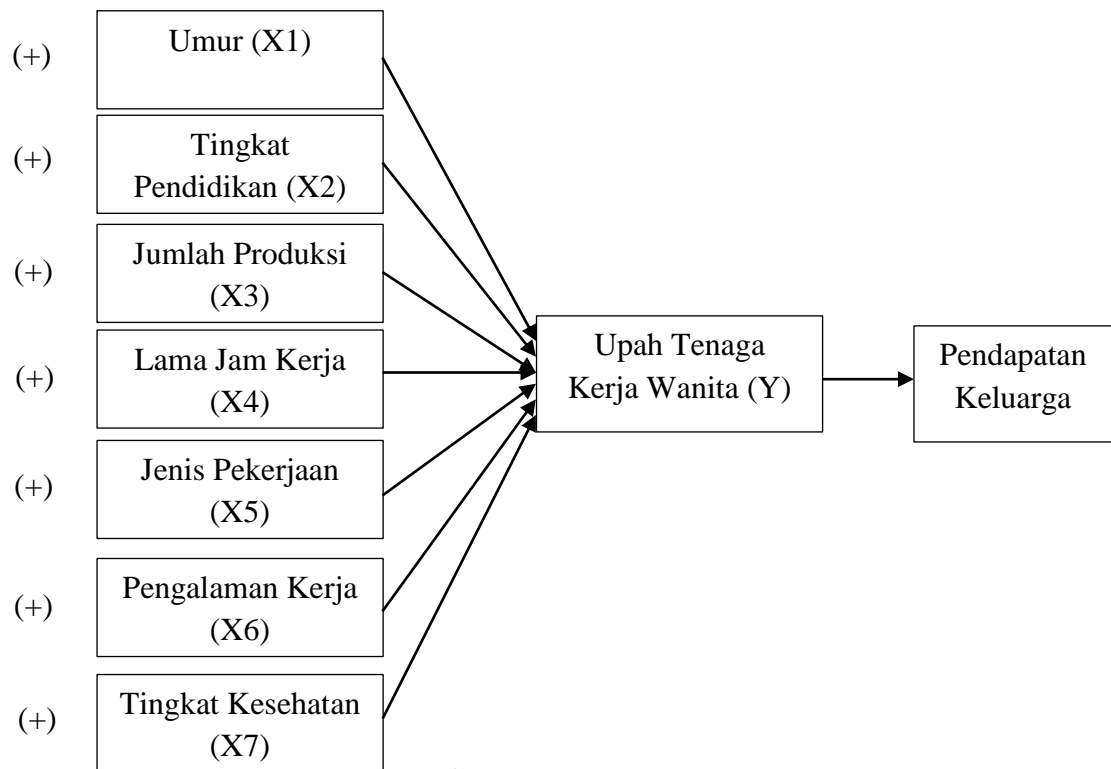 (+)
Umur (X1)
(+)
Tingkat
Pendidikan (X2)
(+)
Jumlah Produksi
(X3)
(+)
Lama Jam Kerja
(X4)
(+)
Jenis Pekerjaan
(X5)
(+)
Pengalaman Kerja
(X6)
(+)
Tingkat Kesehatan
(X7)
Upah Tenaga
Kerja Wanita (Y)
Pendapatan
Keluarga